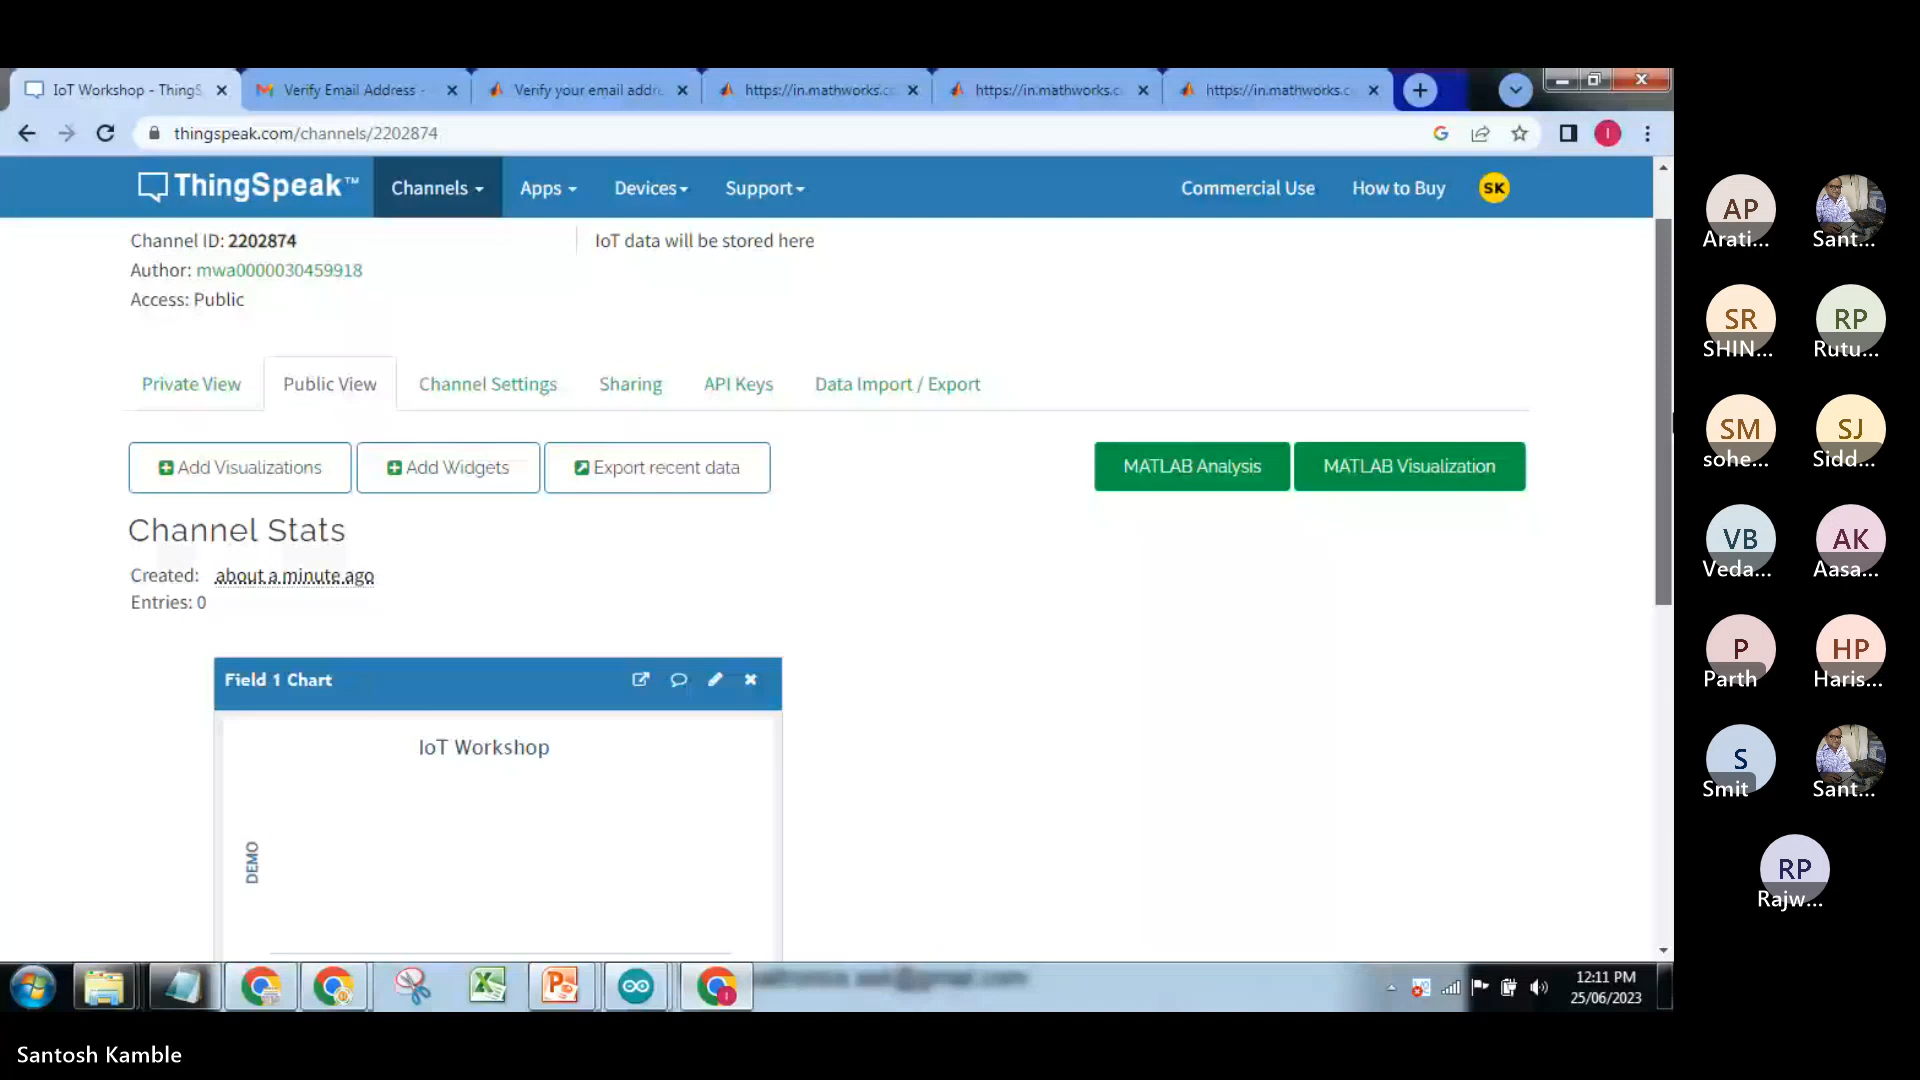 IoT Workshop - ThingS
Verify Email Address -
Verify your email addre
https://in.mathworks.c
https://in.mathworks.c
https://in.mathworks.c
thingspeak.com/channels/2202874
ThingSpeak™
Channels
Apps
Devices
Support
Commercial Use
How to Buy
SK
Channel ID: 2202874
IoT data will be stored here
Author: mwa0000030459918
Access: Public
Private View
Public View
Channel Settings
Sharing
API Keys
Data Import / Export
Add Visualizations
Add Widgets
Export recent data
MATLAB Analysis
MATLAB Visualization
Channel Stats
Created: about a minute ago
Entries: 0
Field 1 Chart
IoT Workshop
DEMO
12:11 PM
25/06/2023
AP
Arati...
Sant...
SR
SHIN...
RP
Rutu...
SM
sohe...
SJ
Sidd...
VB
Veda...
AK
Aasa...
P
Parth
HP
Haris...
S
Smit
Sant...
RP
Rajw...
Santosh Kamble